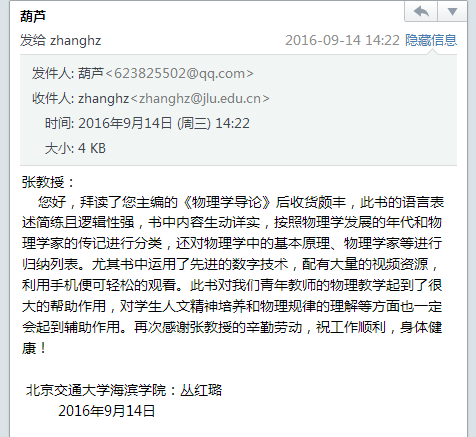 葫芦
发给 zhanghz 2016-09-14 14:22 隐藏信息
发件人: 葫芦<623825502@qq.com>
收件人: zhanghz<zhanghz@jlu.edu.cn>
时间: 2016年9月14日 (周三) 14:22
大小: 4 KB
张教授：
您好，拜读了您主编的《物理学导论》后收货颇丰，此书的语言表
述简练且逻辑性强，书中内容生动详实，按照物理学发展的年代和物
理学家的传记进行分类，还对物理学中的基本原理、物理学家等进行
归纳列表。尤其书中运用了先进的数字技术，配有大量的视频资源，
利用手机便可轻松的观看。此书对我们青年教师的物理教学起到了很
大的帮助作用，对学生人文精神培养和物理规律的理解等方面也一定
会起到辅助作用。再次感谢张教授的辛勤劳动，祝工作顺利，身体健
康！
北京交通大学海滨学院：丛红璐
2016年9月14日